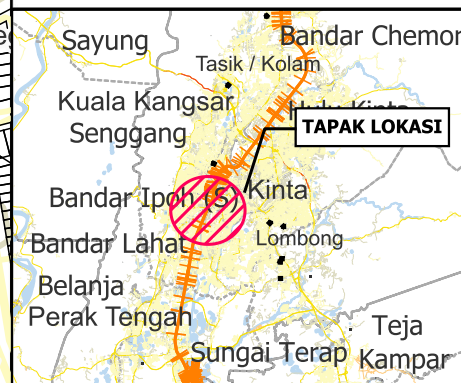 Sayung
Bandar Chemor
Tasik / Kolam
Kuala Kangsar
Hulu Kinta
Senggang
TAPAK LOKASI
Bandar Ipoh (S)
Kinta
Bandar Lahat
Lombong
Belanja
Perak Tengah
Teja
Sungai Terap
Kampar